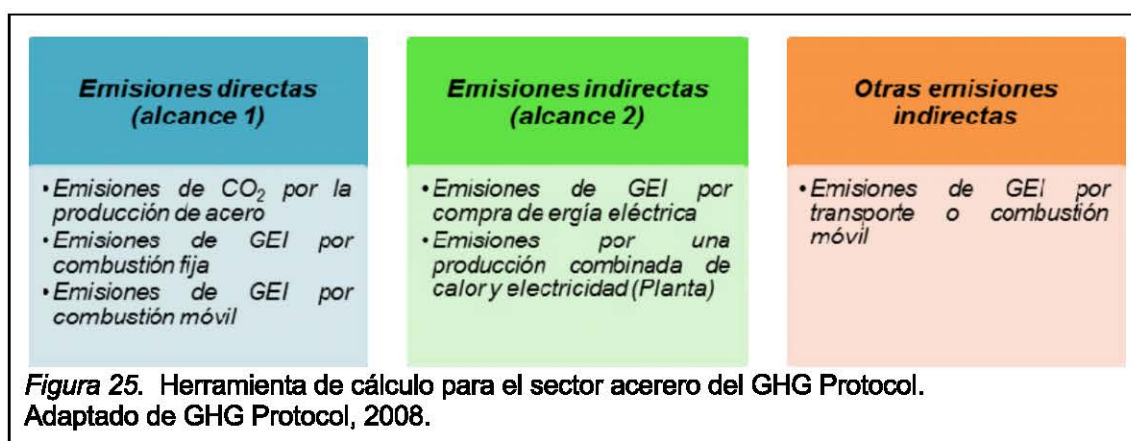 Emisiones directas
(alcance 1)
•Emisiones de CO₂ por la
producción de acero
•Emisiones de GEI por
combustión fija
•Emisiones de GEI por
combustión móvil
Emisiones indirectas
(alcance 2)
•Emisiones de GEI por
compra de ergía eléctrica
•Emisiones por una
producción combinada de
calor y electricidad (Planta)
Otras emisiones
indirectas
•Emisiones de GEI por
transporte o combustión
móvil
Figura 25. Herramienta de cálculo para el sector acerero del GHG Protocol.
Adaptado de GHG Protocol, 2008.